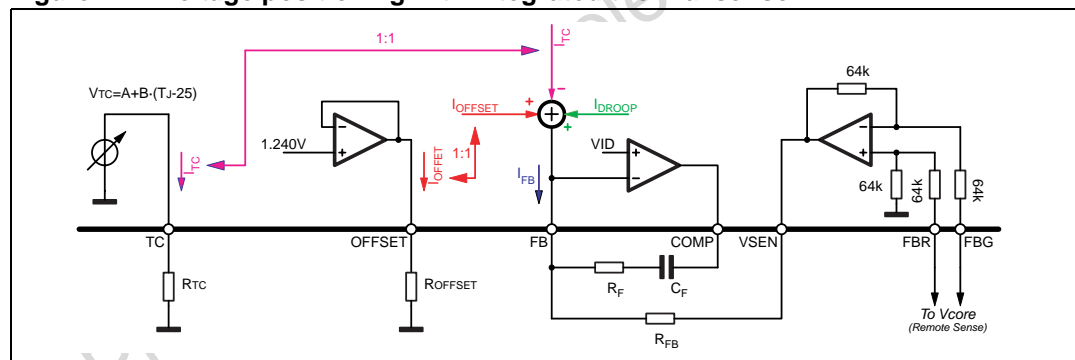 1:1
ITC
64k
VTC=A+B·(TJ-25)
IOFFSET
+
−
+
IDROOP
+
1.240V
−
+
ITC
IOFFET
1:1
IFB
VID
+
−
−
+
64k
64k
64k
TC
OFFSET
FB
COMP
VSEN
FBR
FBG
RTC
ROFFSET
RF
CF
RFB
To Vcore
(Remote Sense)